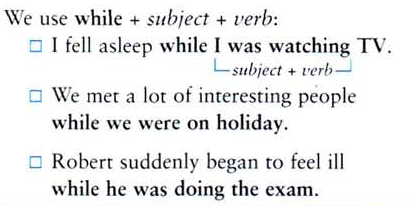 We use while + subject + verb:
□ I fell asleep while I was watching TV.
subject + verb
□ We met a lot of interesting people
while we were on holiday.
□ Robert suddenly began to feel ill
while he was doing the exam.